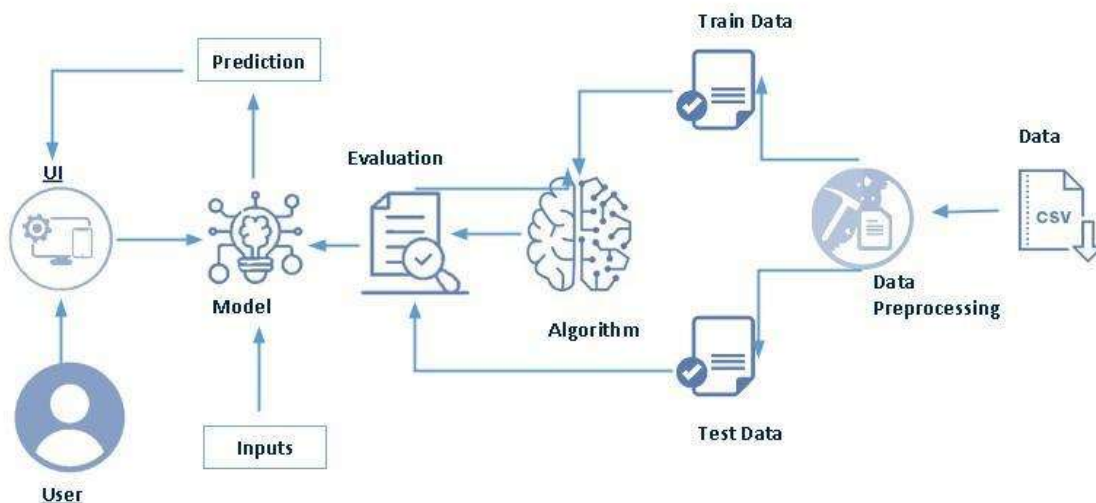 Train Data
Prediction
Data
Evaluation
UI
CSV
Model
Data
Preprocessing
Algorithm
Test Data
Inputs
User